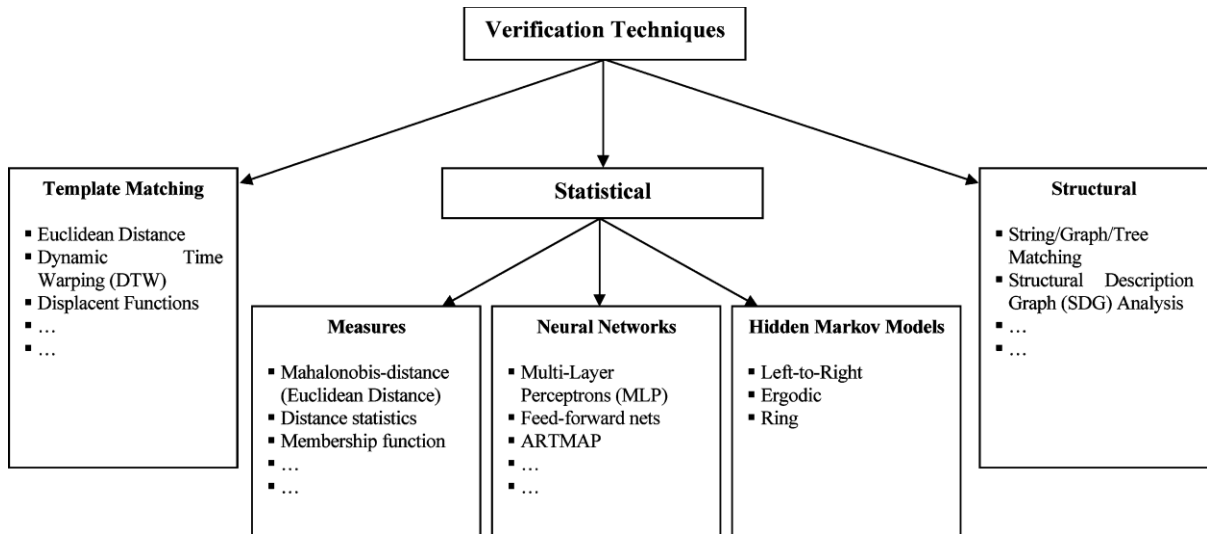 Verification Techniques
Template Matching
▪ Euclidean Distance
▪ Dynamic Time
Warping (DTW)
▪ Displacent Functions
▪ …
▪ …
Statistical
Structural
▪ String/Graph/Tree
Matching
▪ Structural Description
Graph (SDG) Analysis
▪ …
▪ …
Measures
▪ Mahalonobis-distance
(Euclidean Distance)
▪ Distance statistics
▪ Membership function
▪ …
▪ …
Neural Networks
▪ Multi-Layer
Perceptrons (MLP)
▪ Feed-forward nets
▪ ARTMAP
▪ …
▪ …
Hidden Markov Models
▪ Left-to-Right
▪ Ergodic
▪ Ring